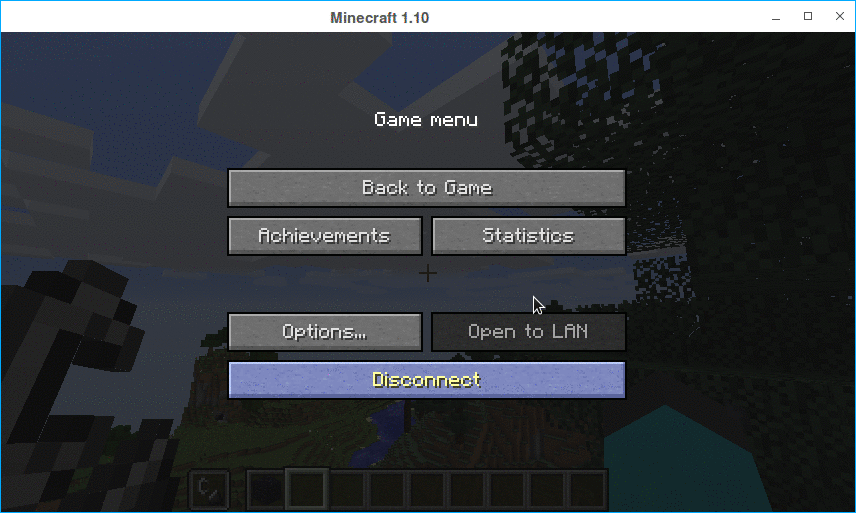 Minecraft 1.10
Game menu
Back to Game
Achievements Statistics
Options... Open to LAN
Disconnect